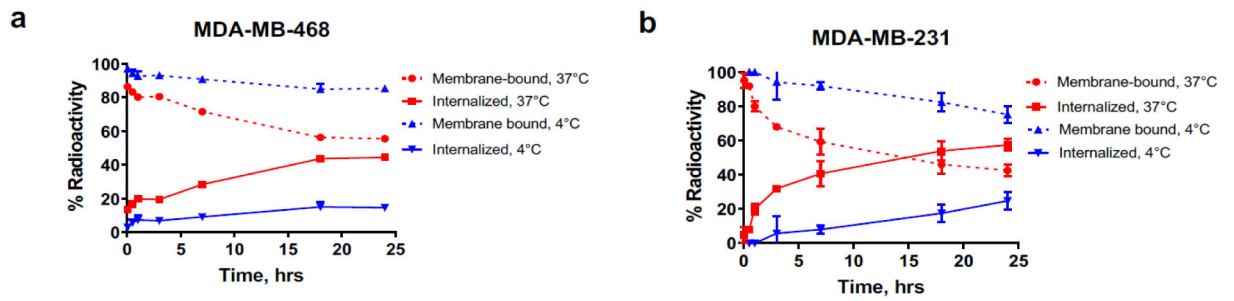 a
MDA-MB-468
% Radioactivity
100
80
60
40
20
0
0 5 10 15 20 25
Time, hrs
Membrane-bound, 37°C
Internalized, 37°C
Membrane bound, 4°C
Internalized, 4°C
b
MDA-MB-231
% Radioactivity
100
80
60
40
20
0
0 5 10 15 20 25
Time, hrs
Membrane-bound, 37°C
Internalized, 37°C
Membrane bound, 4°C
Internalized, 4°C